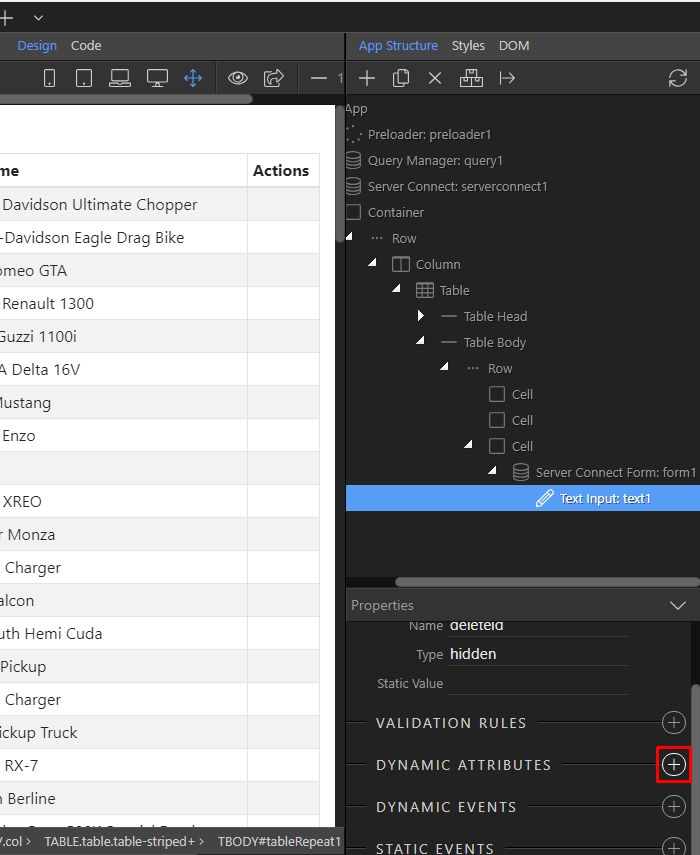 Design Code
1
me Actions
Davidson Ultimate Chopper
-Davidson Eagle Drag Bike
omeo GTA
Renault 1300
Guzzi 1100i
A Delta 16V
Mustang
Enzo
XREO
r Monza
Charger
alcon
uth Hemi Cuda
Pickup
Charger
ickup Truck
RX-7
n Berline
V.col > TABLE.table.table-striped+ > TBODY#tableRepeat1
App Structure Styles DOM
App
Preloader: preloader1
Query Manager: query1
Server Connect: serverconnect1
Container
Row
Column
Table
Table Head
Table Body
Row
Cell
Cell
Cell
Server Connect Form: form1
Text Input: text1
Properties
Name deleteid
Type hidden
Static Value
VALIDATION RULES
DYNAMIC ATTRIBUTES
DYNAMIC EVENTS
STATIC EVENTS